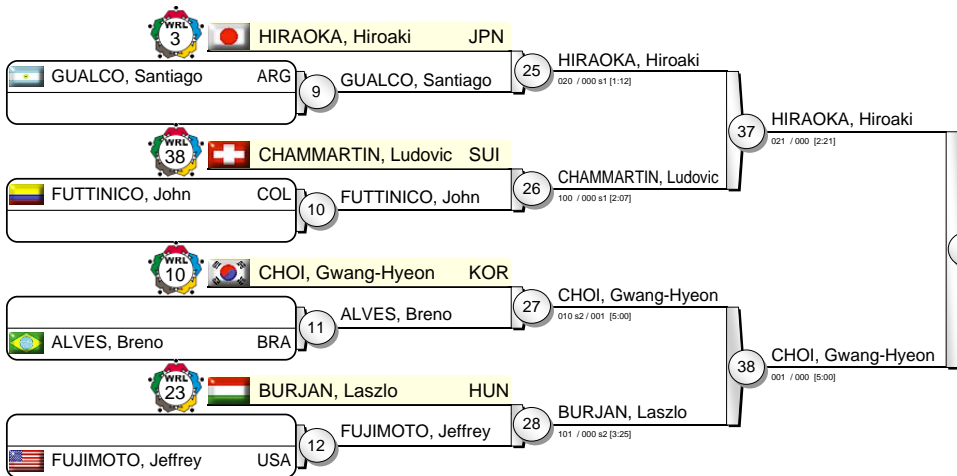 WRL
3
HIRAOKA, Hiroaki JPN
GUALCO, Santiago ARG
9
GUALCO, Santiago
25
HIRAOKA, Hiroaki
020 / 000 s1 [1:12]
WRL
38
CHAMMARTIN, Ludovic SUI
FUTTINICO, John COL
10
FUTTINICO, John
26
CHAMMARTIN, Ludovic
100 / 000 s1 [2:07]
37
HIRAOKA, Hiroaki
021 / 000 [2:21]
WRL
10
CHOI, Gwang-Hyeon KOR
ALVES, Breno BRA
11
ALVES, Breno
27
CHOI, Gwang-Hyeon
010 s2 / 001 [5:00]
WRL
23
BURJAN, Laszlo HUN
FUJIMOTO, Jeffrey USA
12
FUJIMOTO, Jeffrey
28
BURJAN, Laszlo
101 / 000 s2 [3:25]
38
CHOI, Gwang-Hyeon
001 / 000 [5:00]